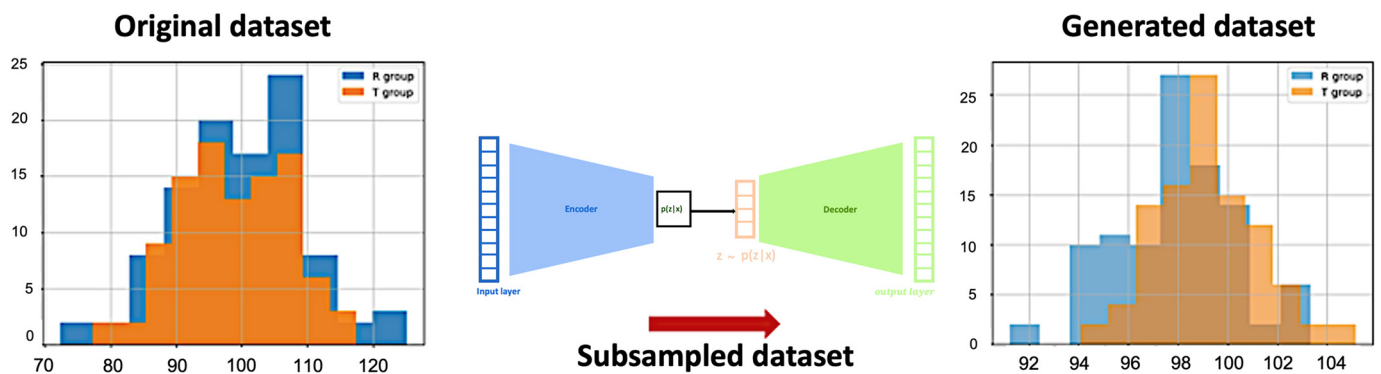 Original dataset
Generated dataset
25
20
15
10
5
0
R group
T group
70
80
90
100
110
120
Input layer
Encoder
p(z|x)
z ~ p(z|x)
Decoder
output layer
Subsampled dataset
25
20
15
10
5
0
R group
T group
92
94
96
98
100
102
104